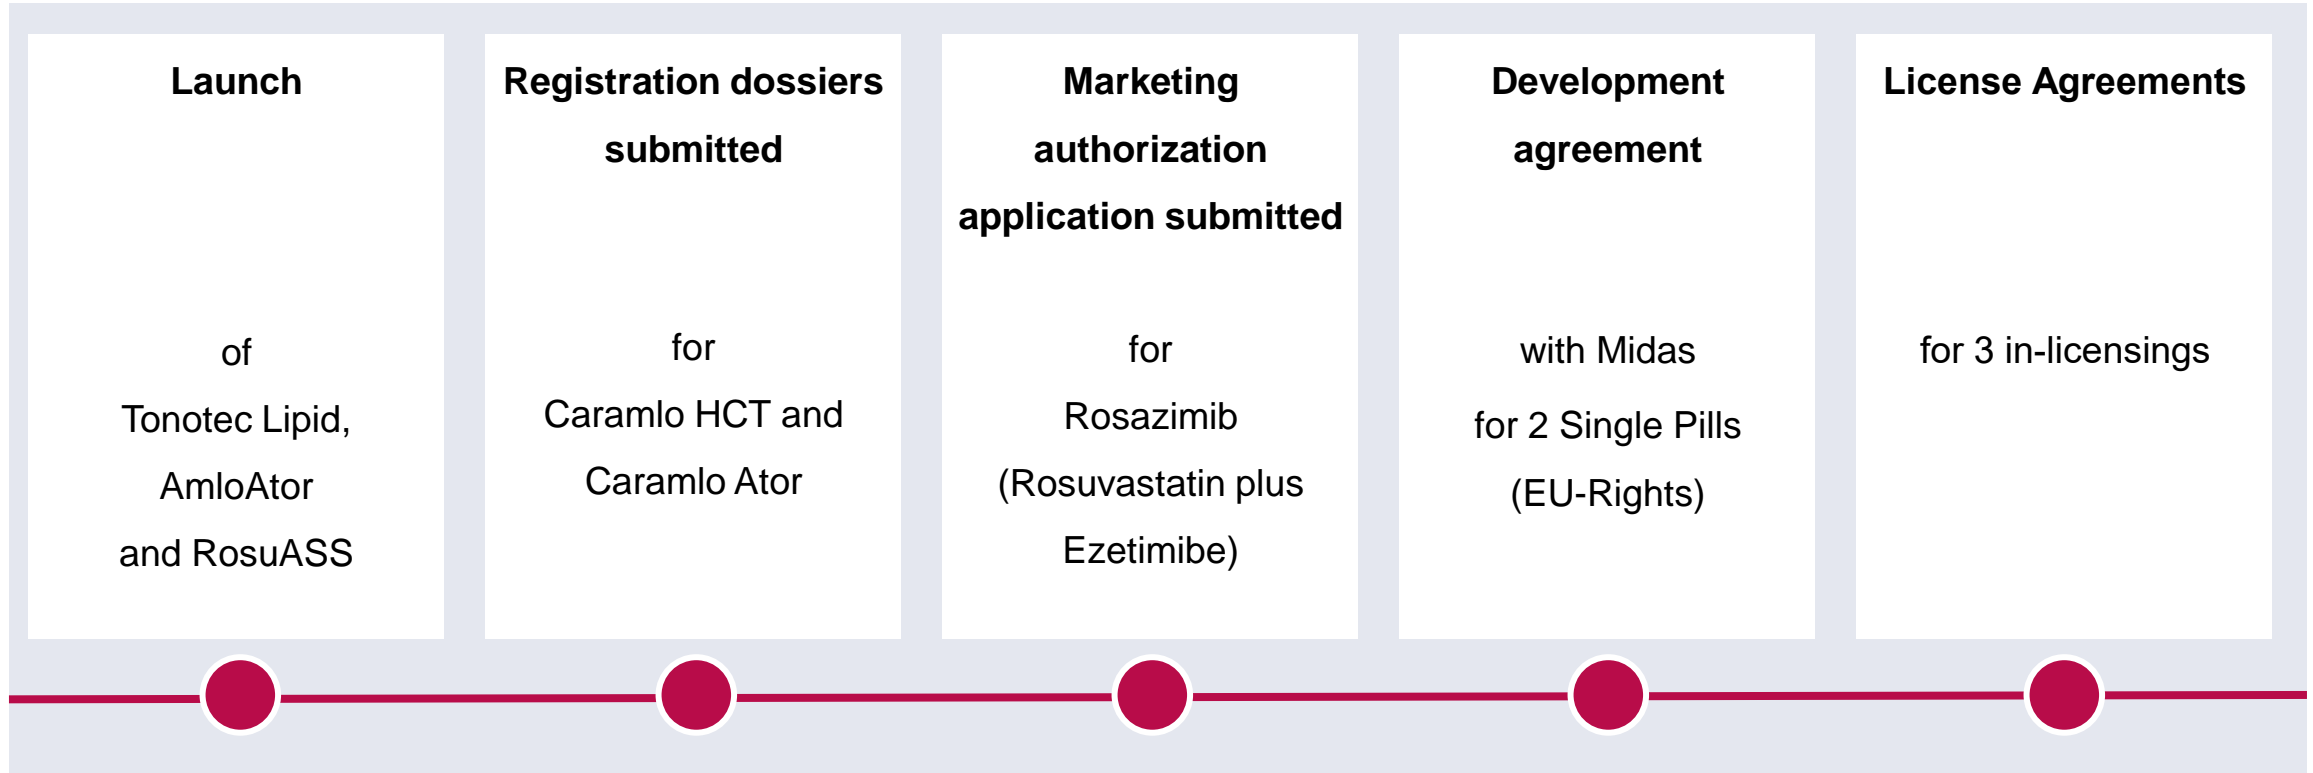 Launch
of
Tonotec Lipid,
AmloAtor
and RosuASS
Registration dossiers
submitted
for
Caramlo HCT and
Caramlo Ator
Marketing
authorization
application submitted
for
Rosazimib
(Rosuvastatin plus
Ezetimibe)
Development
agreement
with Midas
for 2 Single Pills
(EU-Rights)
License Agreements
for 3 in-licensings